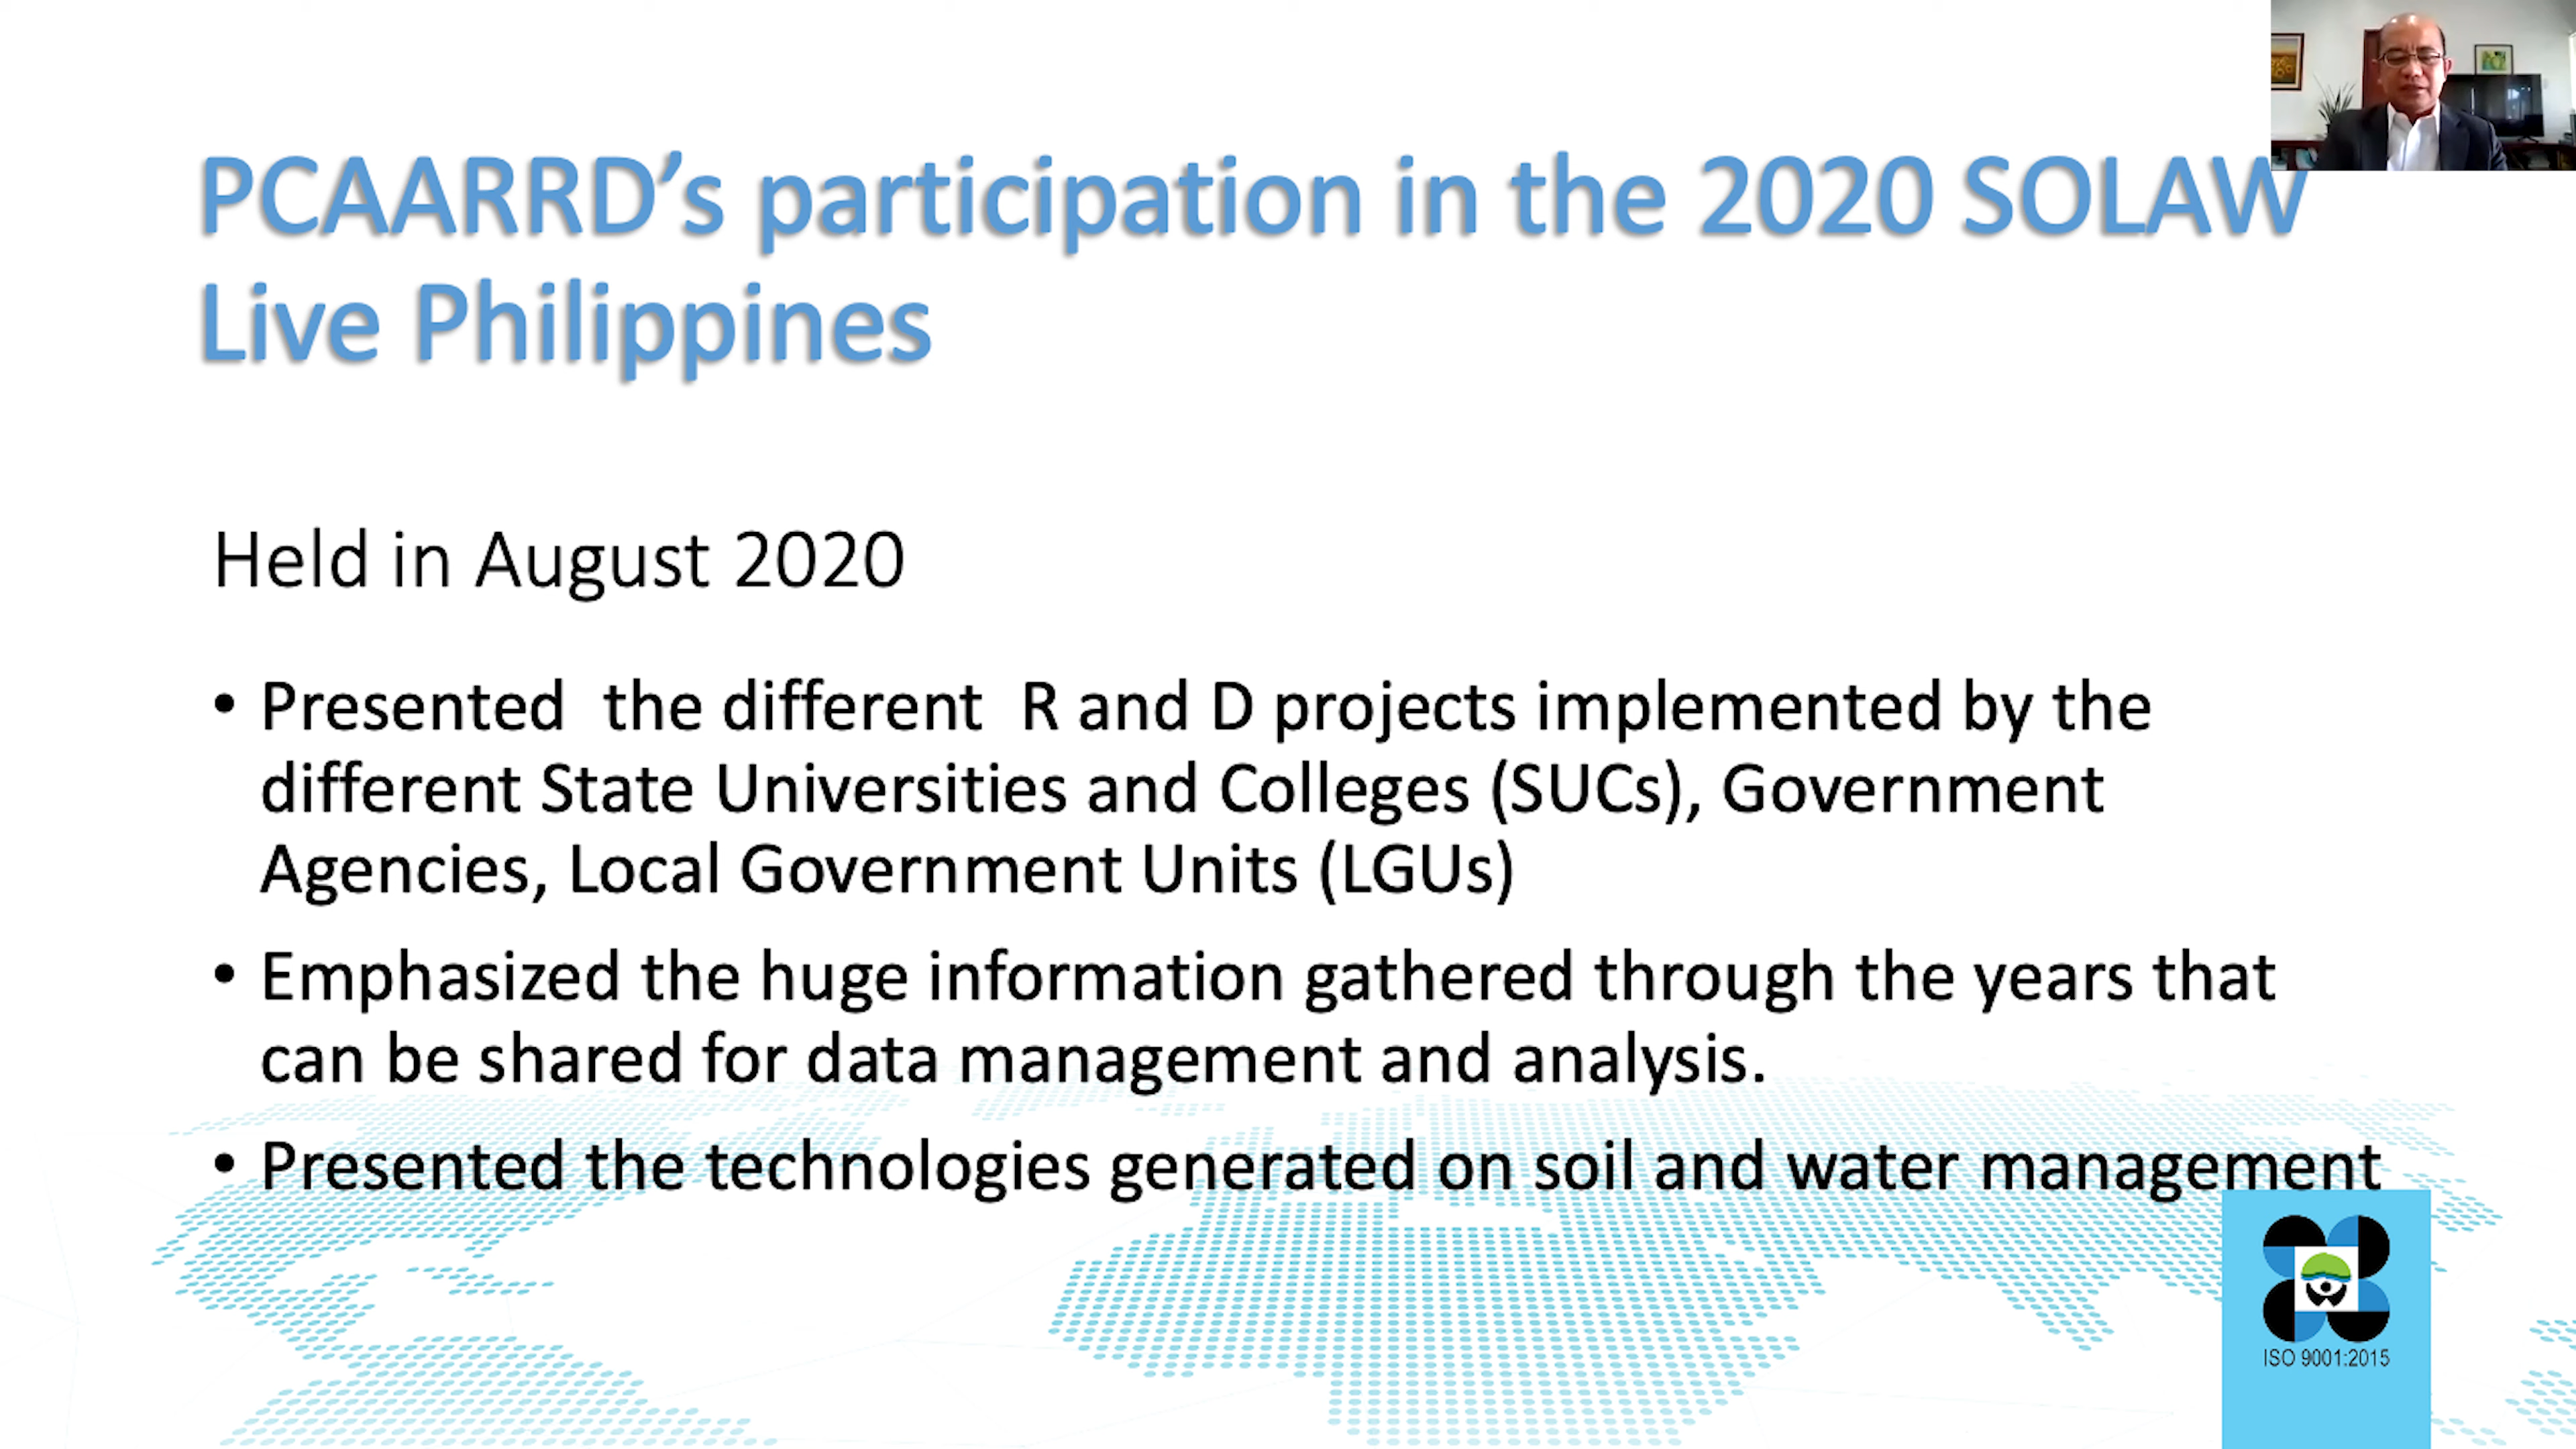 PCAARRD’s participation in the 2020 SOLAW
Live Philippines
Held in August 2020
• Presented  the different  R and D projects implemented by the
different State Universities and Colleges (SUCs), Government
Agencies, Local Government Units (LGUs)
• Emphasized the huge information gathered through the years that
can be shared for data management and analysis.
• Presented the technologies generated on soil and water management
ISO 9001:2015